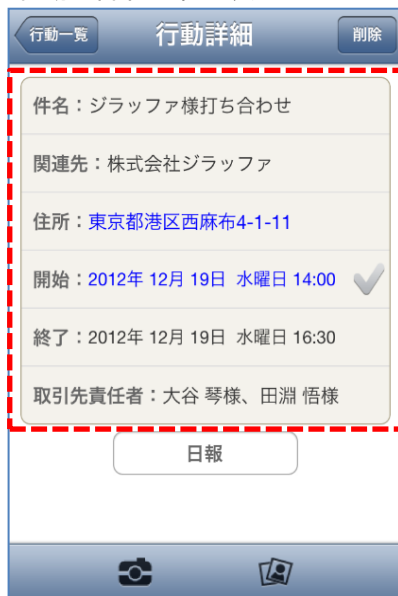 行動一覧 行動詳細 削除
件名：ジラッファ様打ち合わせ
関連先：株式会社ジラッファ
住所：東京都港区西麻布4-1-11
開始：2012年 12月 19日 水曜日 14:00
終了：2012年 12月 19日 水曜日 16:30
取引先責任者：大谷 琴様、田淵 悟様
日報